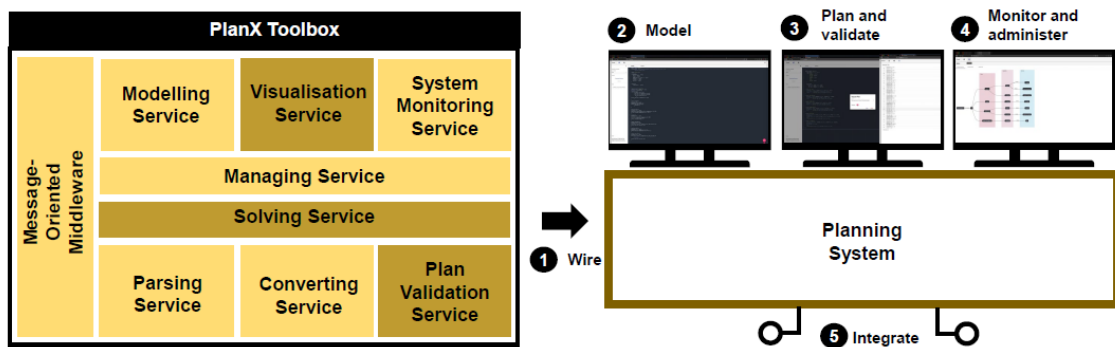 PlanX Toolbox
Message-
Oriented
Middleware
Modelling
Service
Visualisation
Service
System
Monitoring
Service
Managing Service
Solving Service
Parsing
Service
Converting
Service
Plan
Validation
Service
1 Wire
2 Model
3 Plan and
validate
4 Monitor and
administer
Planning
System
5 Integrate